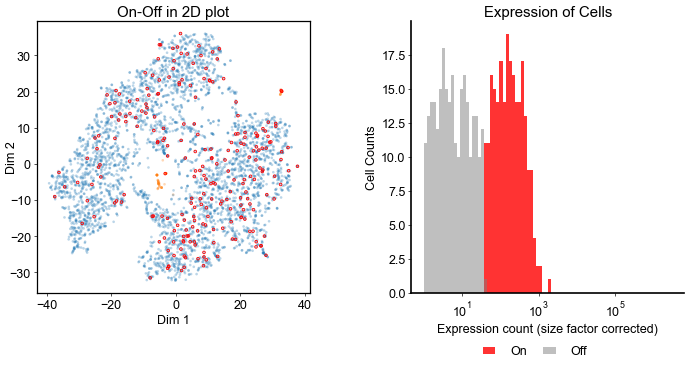 On-Off in 2D plot
Dim 2
30
20
10
0
−10
−20
−30
−40 −20 0 20 40
Dim 1
Expression of Cells
Cell Counts
17.5
15.0
12.5
10.0
7.5
5.0
2.5
0.0
10¹ 10³ 10⁵
Expression count (size factor corrected)
On Off